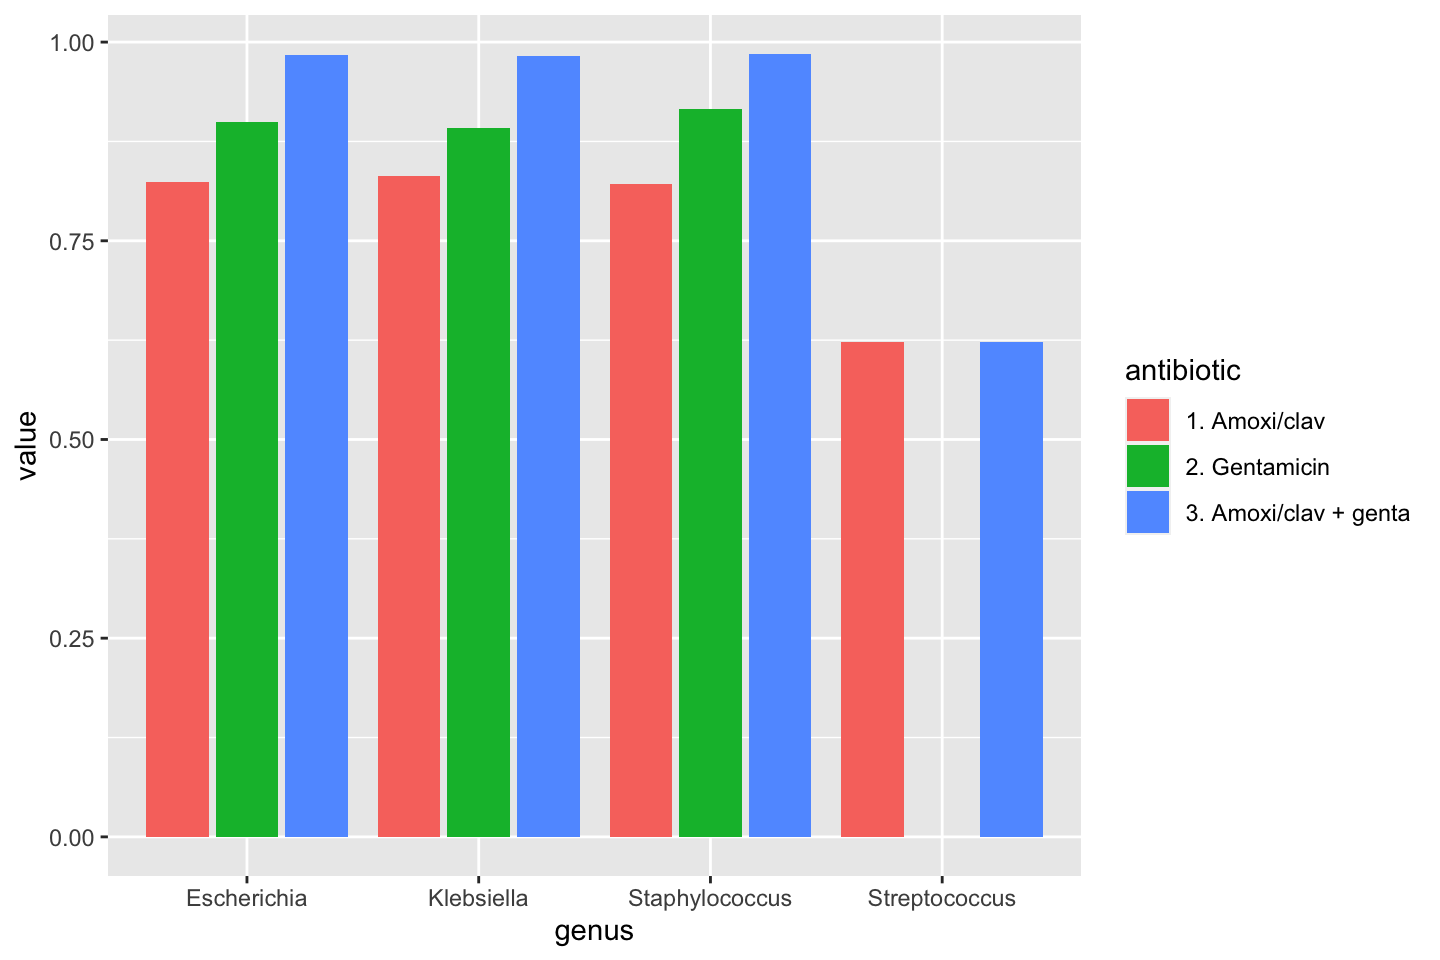 1.00
0.75
0.50
0.25
0.00
value
Escherichia
Klebsiella
Staphylococcus
Streptococcus
genus
antibiotic
1. Amoxi/clav
2. Gentamicin
3. Amoxi/clav + genta